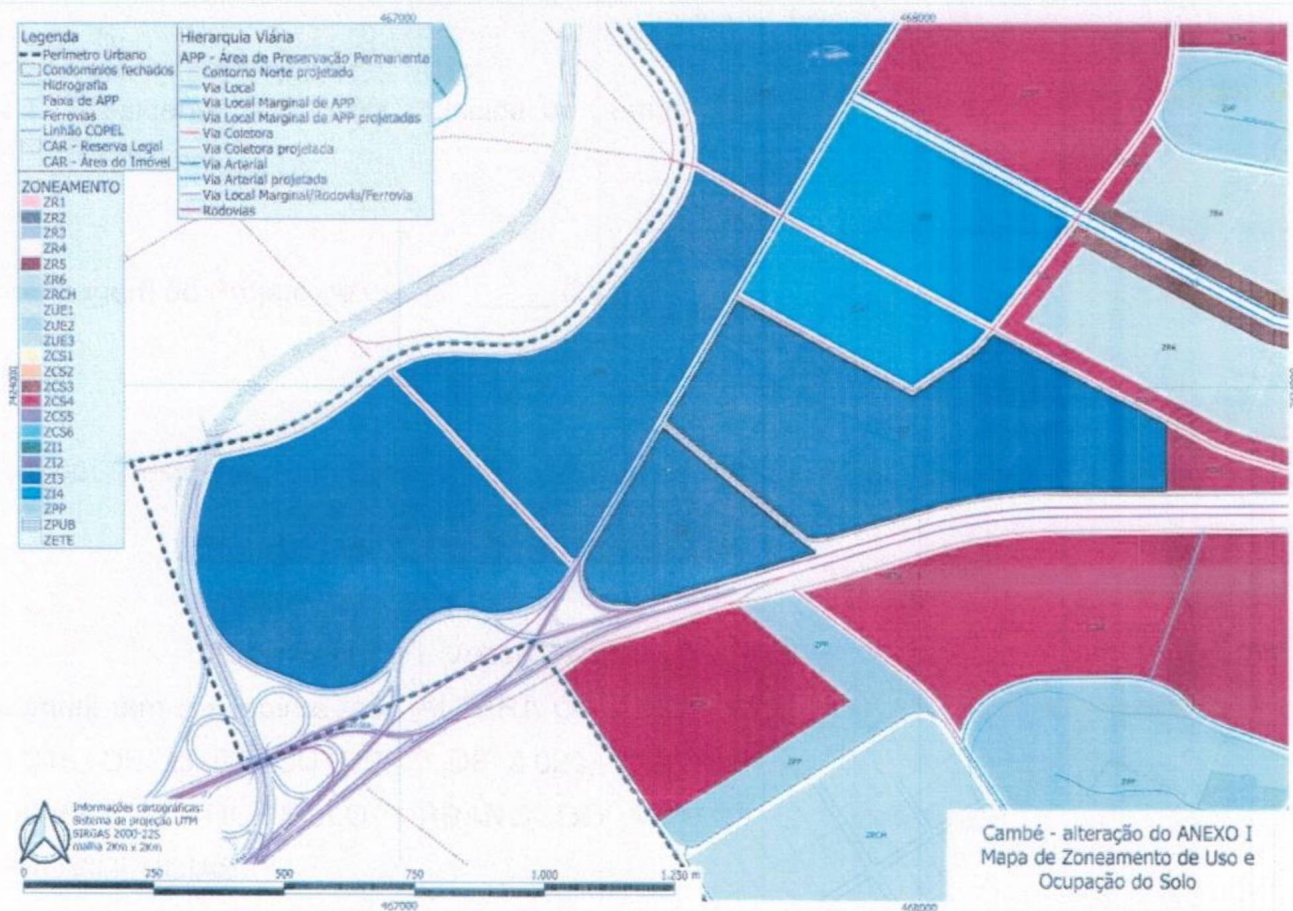 467000
468000
Legenda
Perímetro Urbano
Condomínios fechados
Hidrografia
Faixa de APP
Ferrovias
Linhão COPEL
CAR - Reserva Legal
CAR - Área do Imóvel
Hierarquia Viária
APP - Área de Preservação Permanente
Contorno Norte projetado
Via Local
Via Local Marginal de APP
Via Local Marginal de APP projetadas
Via Coletora
Via Coletora projetada
Via Arterial
Via Arterial projetada
Via Local Marginal/Rodovia/Ferrovia
Rodovias
ZONEAMENTO
ZR1
ZR2
ZR3
ZR4
ZR5
ZR6
ZRCH
ZUE1
ZUE2
ZUE3
ZCS1
ZCS2
ZCS3
ZCS4
ZCS5
ZCS6
ZI1
ZI2
ZI3
ZI4
ZPP
ZPUB
ZETE
7424000
ZPP
ZR4
ZR4
ZPP
ZPP
ZPP
ZRCH
Informações cartográficas:
Sistema de projeção UTM
SIRGAS 2000-22S
malha 2Km x 2Km
0 250 500 750 1.000 1.250 m
467000
468000
Cambé - alteração do ANEXO I
Mapa de Zoneamento de Uso e
Ocupação do Solo